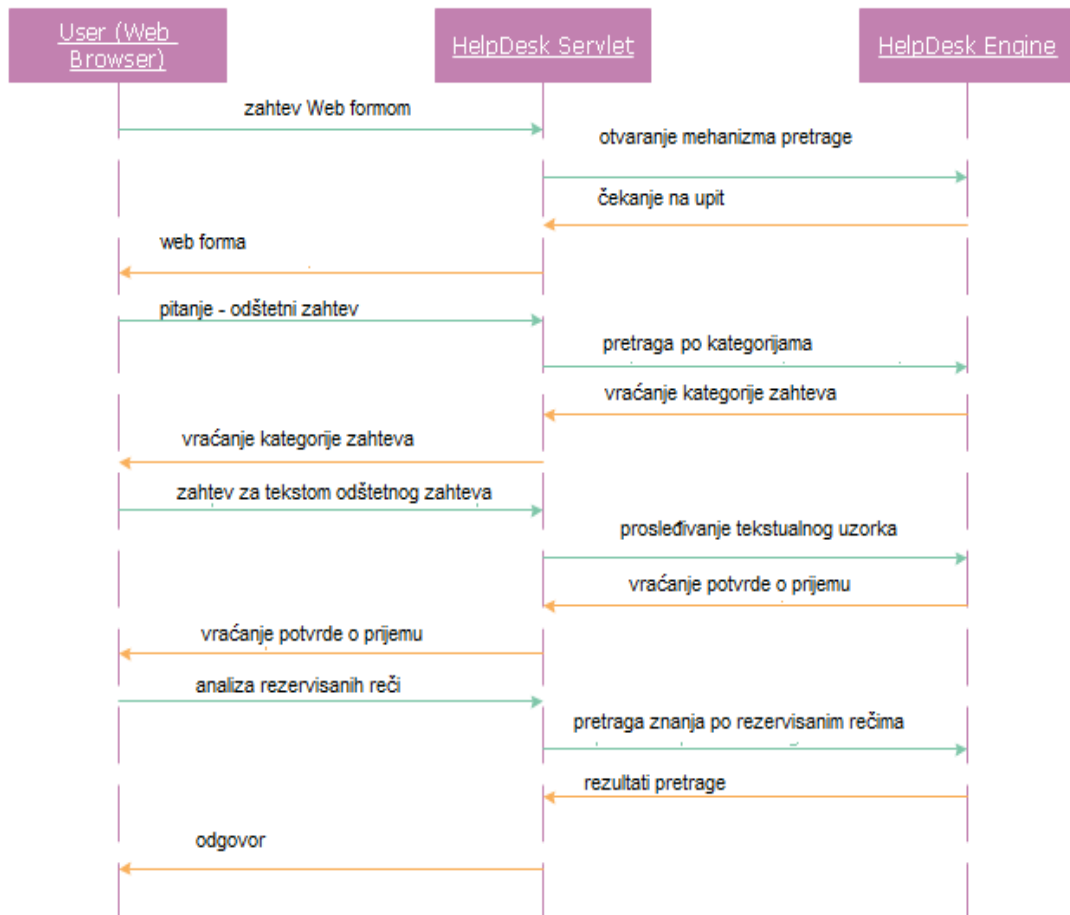 User (Web
Browser)
HelpDesk Servlet
HelpDesk Engine
zahtev Web formom
otvaranje mehanizma pretrage
čekanje na upit
web forma
pitanje - odštetni zahtev
pretraga po kategorijama
vraćanje kategorije zahteva
vraćanje kategorije zahteva
zahtev za tekstom odštetnog zahteva
prosleđivanje tekstualnog uzorka
vraćanje potvrde o prijemu
vraćanje potvrde o prijemu
analiza rezervisanih reči
pretraga znanja po rezervisanim rečima
rezultati pretrage
odgovor